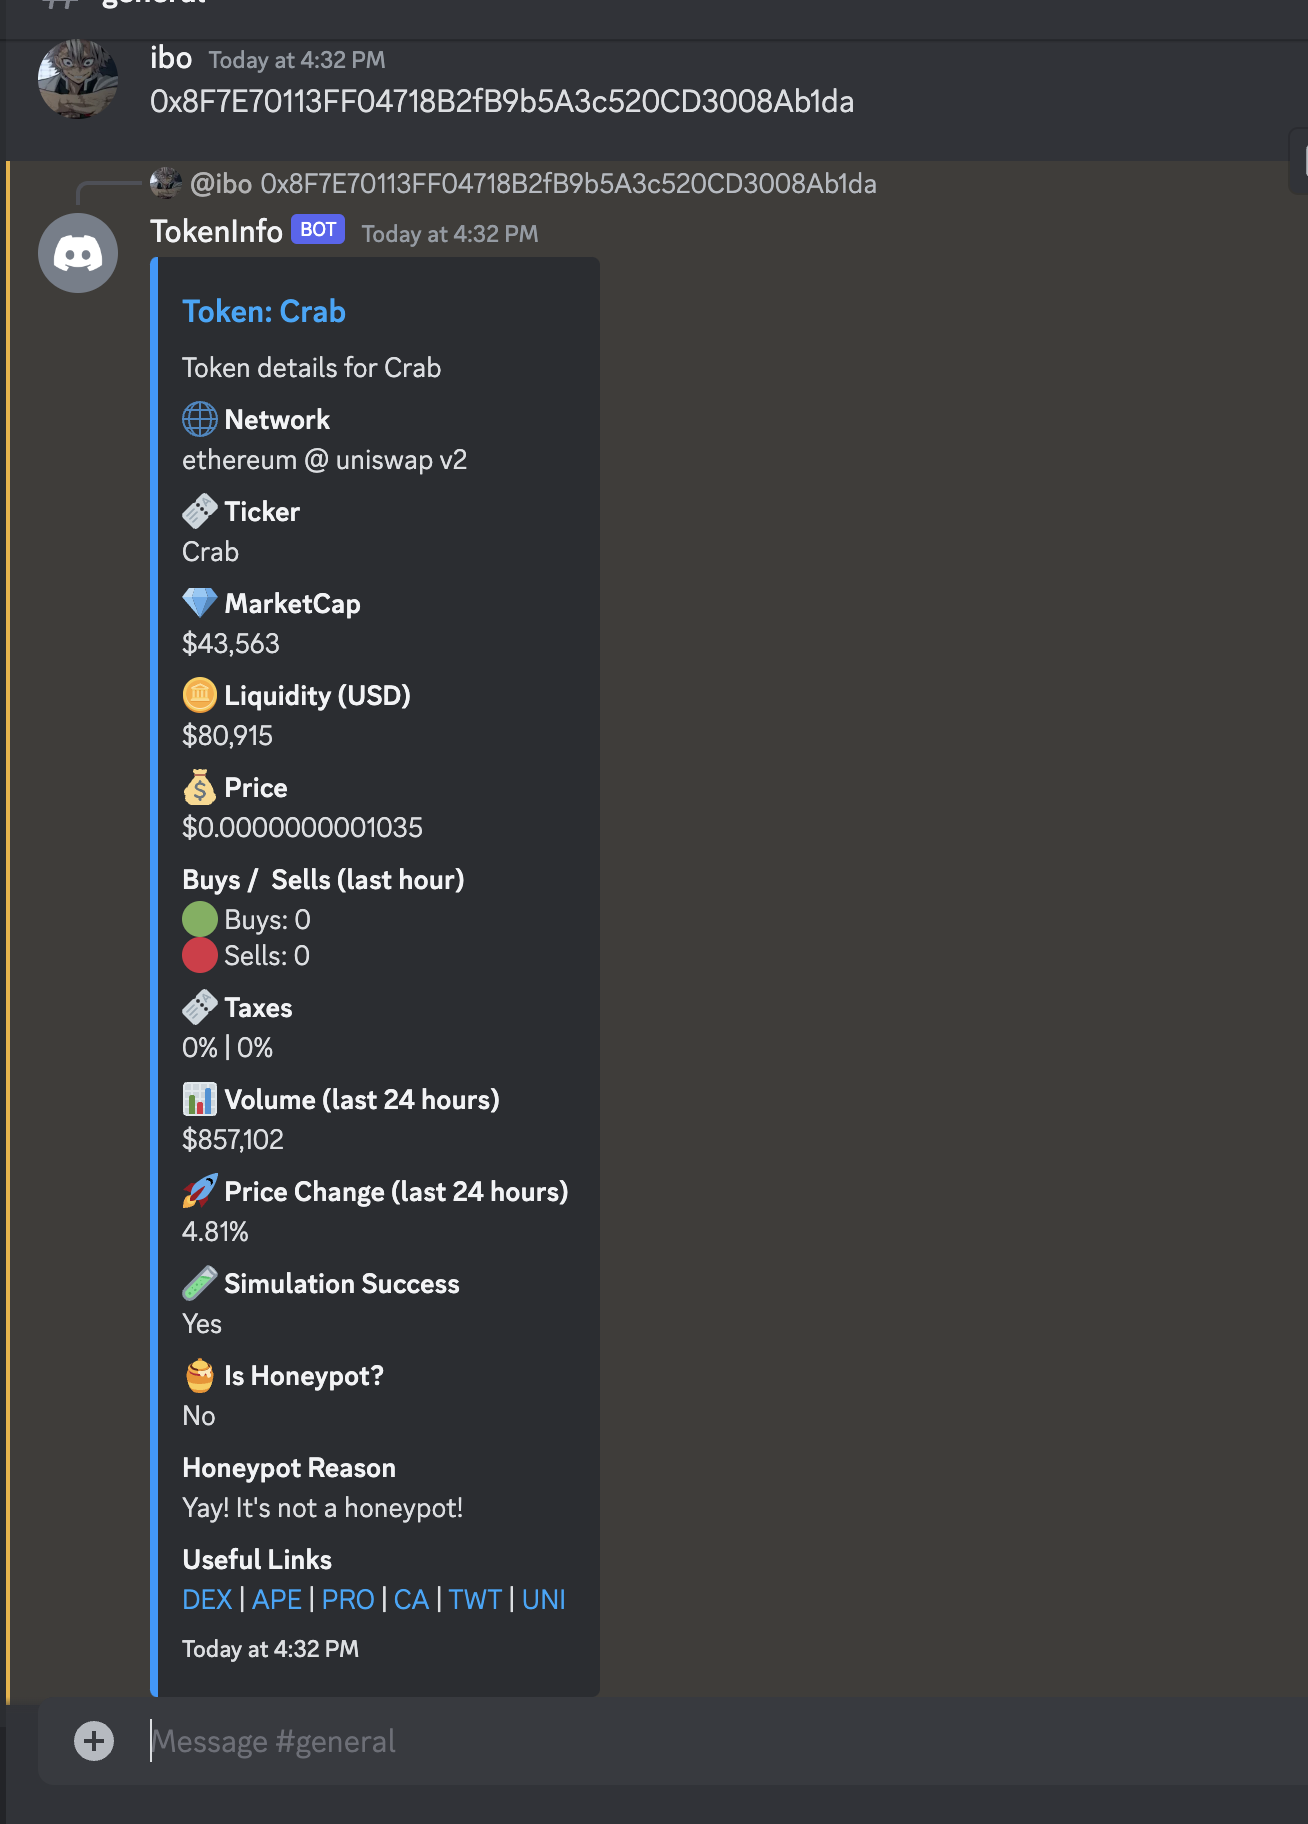 general
ibo Today at 4:32 PM
0x8F7E70113FF04718B2fB9b5A3c520CD3008Ab1da
@ibo 0x8F7E70113FF04718B2fB9b5A3c520CD3008Ab1da
TokenInfo BOT Today at 4:32 PM
Token: Crab
Token details for Crab
Network
ethereum @ uniswap v2
Ticker
Crab
MarketCap
$43,563
Liquidity (USD)
$80,915
Price
$0.0000000001035
Buys / Sells (last hour)
Buys: 0
Sells: 0
Taxes
0% | 0%
Volume (last 24 hours)
$857,102
Price Change (last 24 hours)
4.81%
Simulation Success
Yes
Is Honeypot?
No
Honeypot Reason
Yay! It's not a honeypot!
Useful Links
DEX | APE | PRO | CA | TWT | UNI
Today at 4:32 PM
Message #general